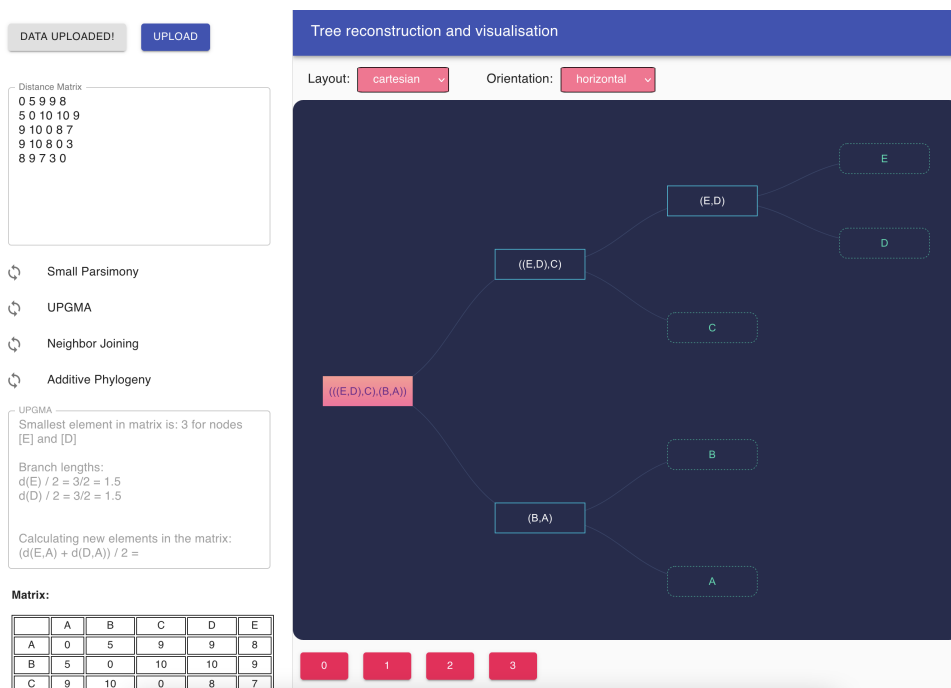 DATA UPLOADED!
UPLOAD
Distance Matrix
0 5 9 9 8
5 0 10 10 9
9 10 0 8 7
9 10 8 0 3
8 9 7 3 0
Small Parsimony
UPGMA
Neighbor Joining
Additive Phylogeny
UPGMA
Smallest element in matrix is: 3 for nodes
[E] and [D]
Branch lengths:
d(E) / 2 = 3/2 = 1.5
d(D) / 2 = 3/2 = 1.5
Calculating new elements in the matrix:
(d(E,A) + d(D,A)) / 2 =
Matrix:
A B C D E
A 0 5 9 9 8
B 5 0 10 10 9
C 9 10 0 8 7
Tree reconstruction and visualisation
Layout: cartesian Orientation: horizontal
E
(E,D)
D
((E,D),C)
C
(((E,D),C),(B,A))
B
(B,A)
A
0 1 2 3